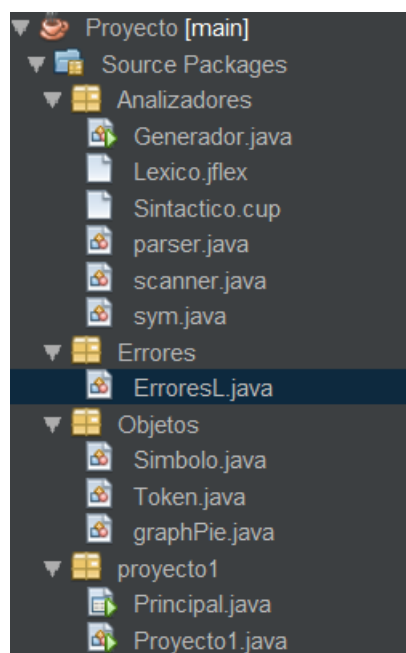 Proyecto [main]
Source Packages
Analizadores
Generador.java
Lexico.jflex
Sintactico.cup
parser.java
scanner.java
sym.java
Errores
ErroresL.java
Objetos
Simbolo.java
Token.java
graphPie.java
proyecto1
Principal.java
Proyecto1.java